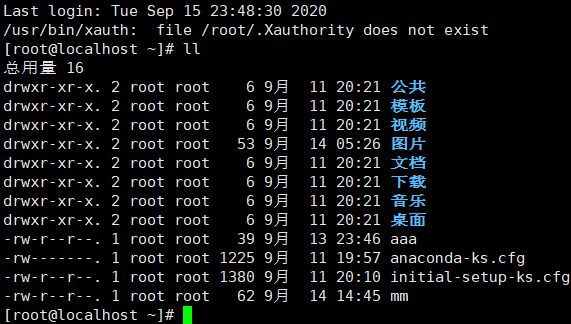 Last login: Tue Sep 15 23:48:30 2020
/usr/bin/xauth:  file /root/.Xauthority does not exist
[root@localhost ~]# ll
总用量 16
drwxr-xr-x. 2 root root    6 9月  11 20:21 公共
drwxr-xr-x. 2 root root    6 9月  11 20:21 模板
drwxr-xr-x. 2 root root    6 9月  11 20:21 视频
drwxr-xr-x. 2 root root   53 9月  14 05:26 图片
drwxr-xr-x. 2 root root    6 9月  11 20:21 文档
drwxr-xr-x. 2 root root    6 9月  11 20:21 下载
drwxr-xr-x. 2 root root    6 9月  11 20:21 音乐
drwxr-xr-x. 2 root root    6 9月  11 20:21 桌面
-rw-r--r--. 1 root root   39 9月  13 23:46 aaa
-rw-------. 1 root root 1225 9月  11 19:57 anaconda-ks.cfg
-rw-r--r--. 1 root root 1380 9月  11 20:10 initial-setup-ks.cfg
-rw-r--r--. 1 root root   62 9月  14 14:45 mm
[root@localhost ~]#